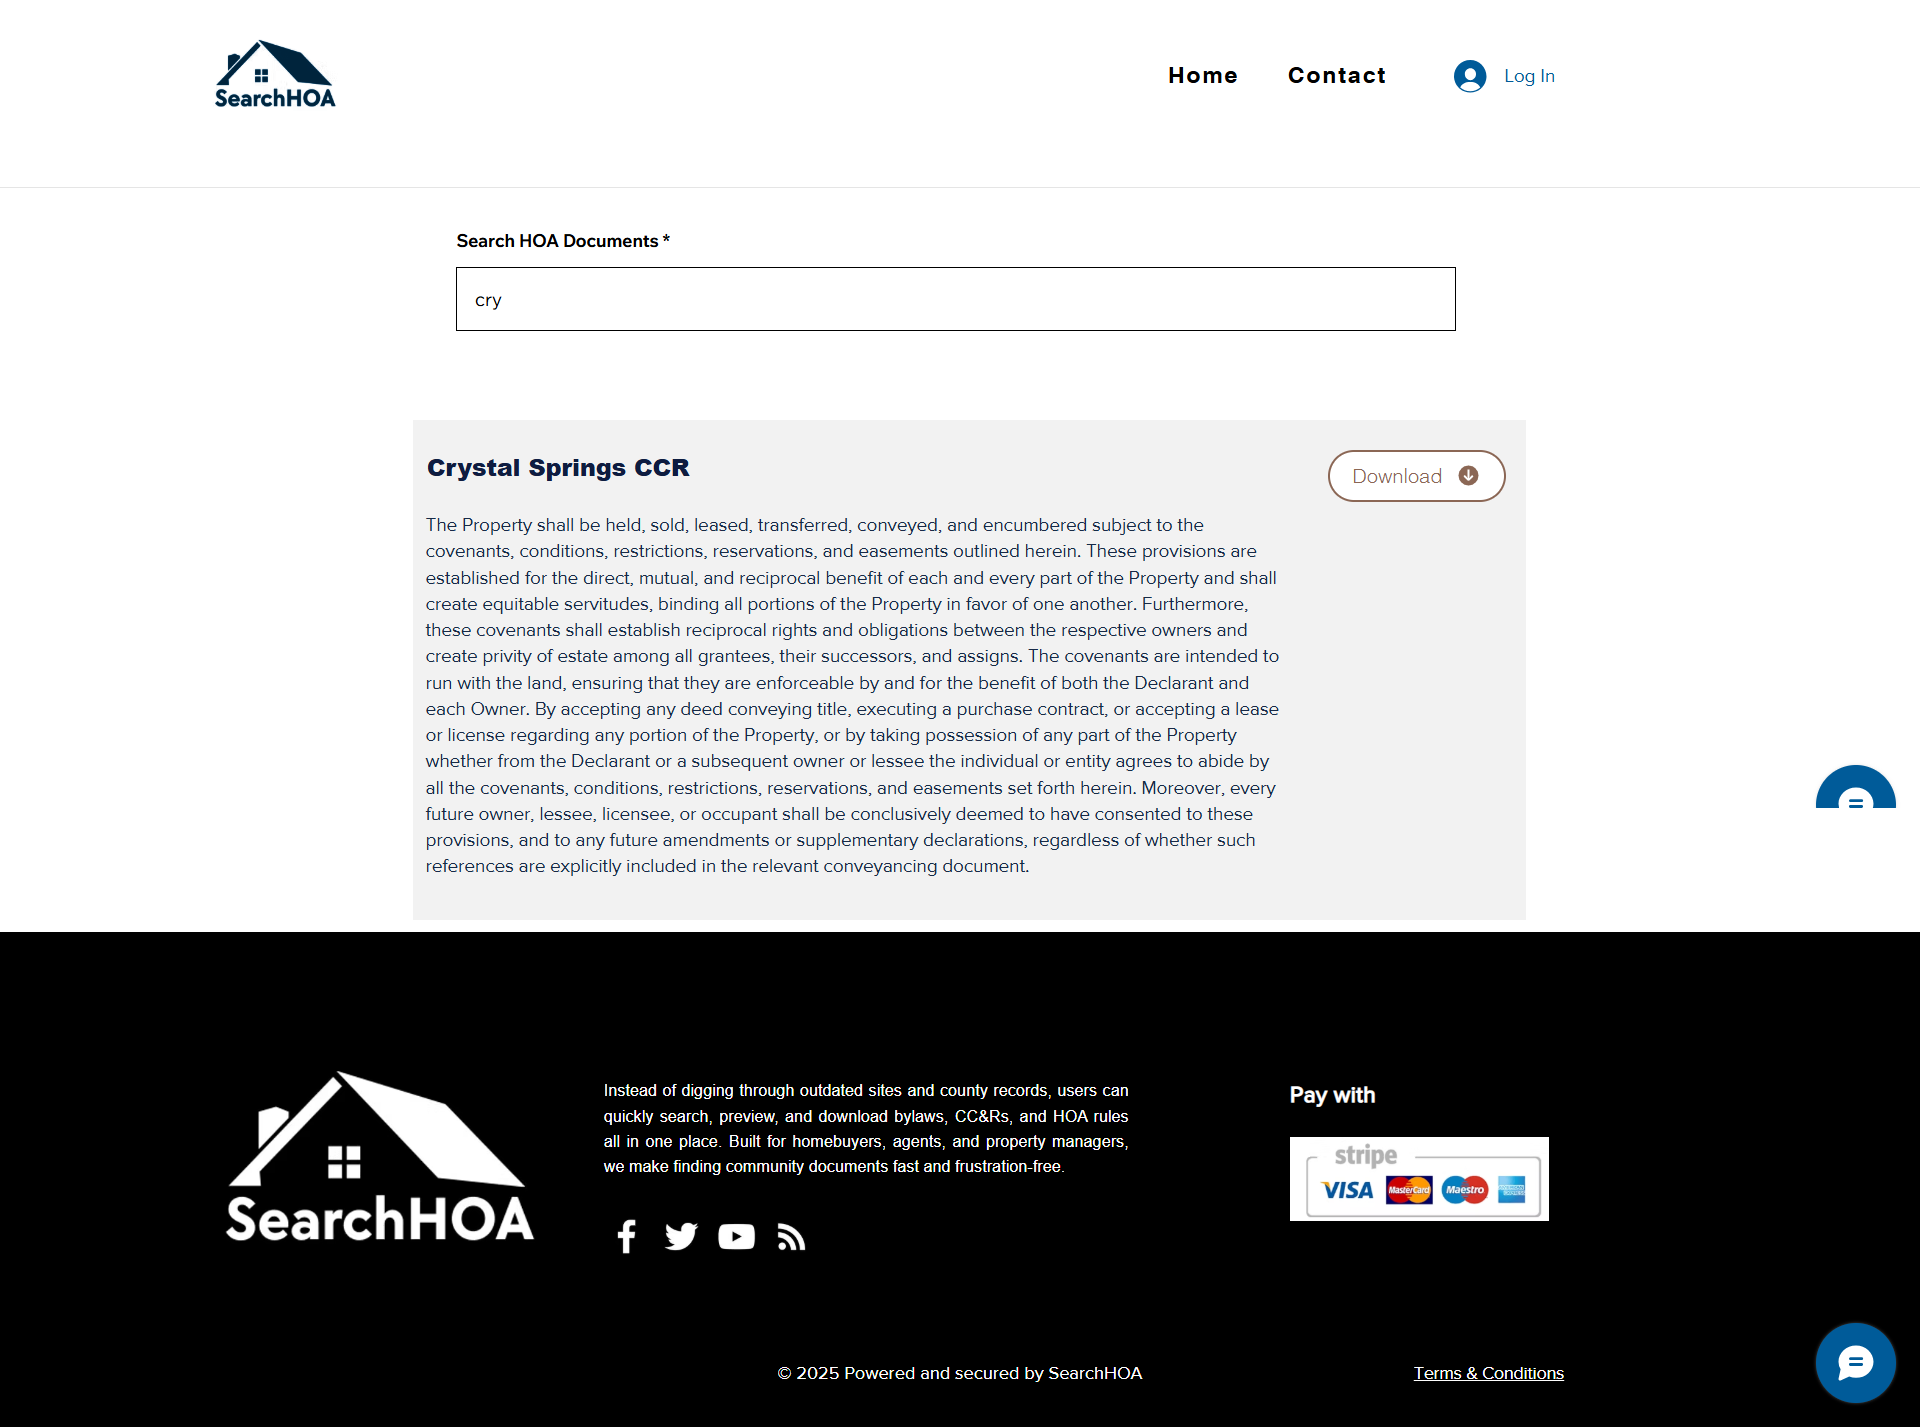 SearchHOA
Home
Contact
Log In
Search HOA Documents *
cry
Crystal Springs CCR
Download
The Property shall be held, sold, leased, transferred, conveyed, and encumbered subject to the
covenants, conditions, restrictions, reservations, and easements outlined herein. These provisions are
established for the direct, mutual, and reciprocal benefit of each and every part of the Property and shall
create equitable servitudes, binding all portions of the Property in favor of one another. Furthermore,
these covenants shall establish reciprocal rights and obligations between the respective owners and
create privity of estate among all grantees, their successors, and assigns. The covenants are intended to
run with the land, ensuring that they are enforceable by and for the benefit of both the Declarant and
each Owner. By accepting any deed conveying title, executing a purchase contract, or accepting a lease
or license regarding any portion of the Property, or by taking possession of any part of the Property
whether from the Declarant or a subsequent owner or lessee the individual or entity agrees to abide by
all the covenants, conditions, restrictions, reservations, and easements set forth herein. Moreover, every
future owner, lessee, licensee, or occupant shall be conclusively deemed to have consented to these
provisions, and to any future amendments or supplementary declarations, regardless of whether such
references are explicitly included in the relevant conveyancing document.
SearchHOA
Instead of digging through outdated sites and county records, users can
quickly search, preview, and download bylaws, CC&Rs, and HOA rules
all in one place. Built for homebuyers, agents, and property managers,
we make finding community documents fast and frustration-free.
Pay with
stripe
VISA MasterCard Maestro AMERICAN EXPRESS
© 2025 Powered and secured by SearchHOA
Terms & Conditions